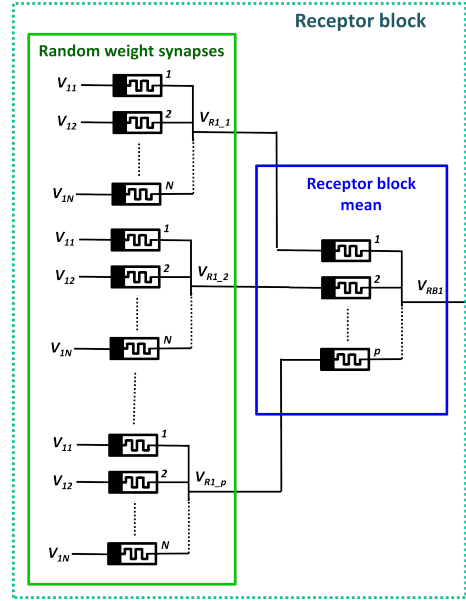 Receptor block
Random weight synapses
V11 1
V12 2
VR1_1
V1N N
Receptor block
mean
V11 1
V12 2
VR1_2
V1N N
1
2
VRB1
p
V11 1
V12 2
VR1_p
V1N N